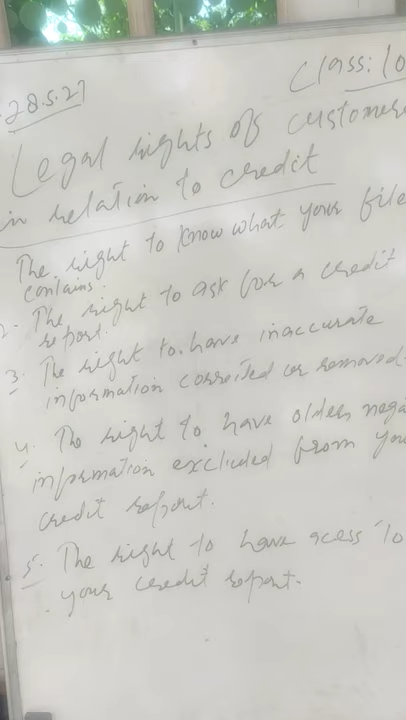 28.5.27
Class: 10
Legal rights of customers
in relation to credit
The right to know what your file
contains.
2. The right to ask for a credit
report.
3. The right to have inaccurate
information corrected or removed.
4. The right to have older nega
information excluded from you
credit report.
5. The right to have acess to
your credit report.